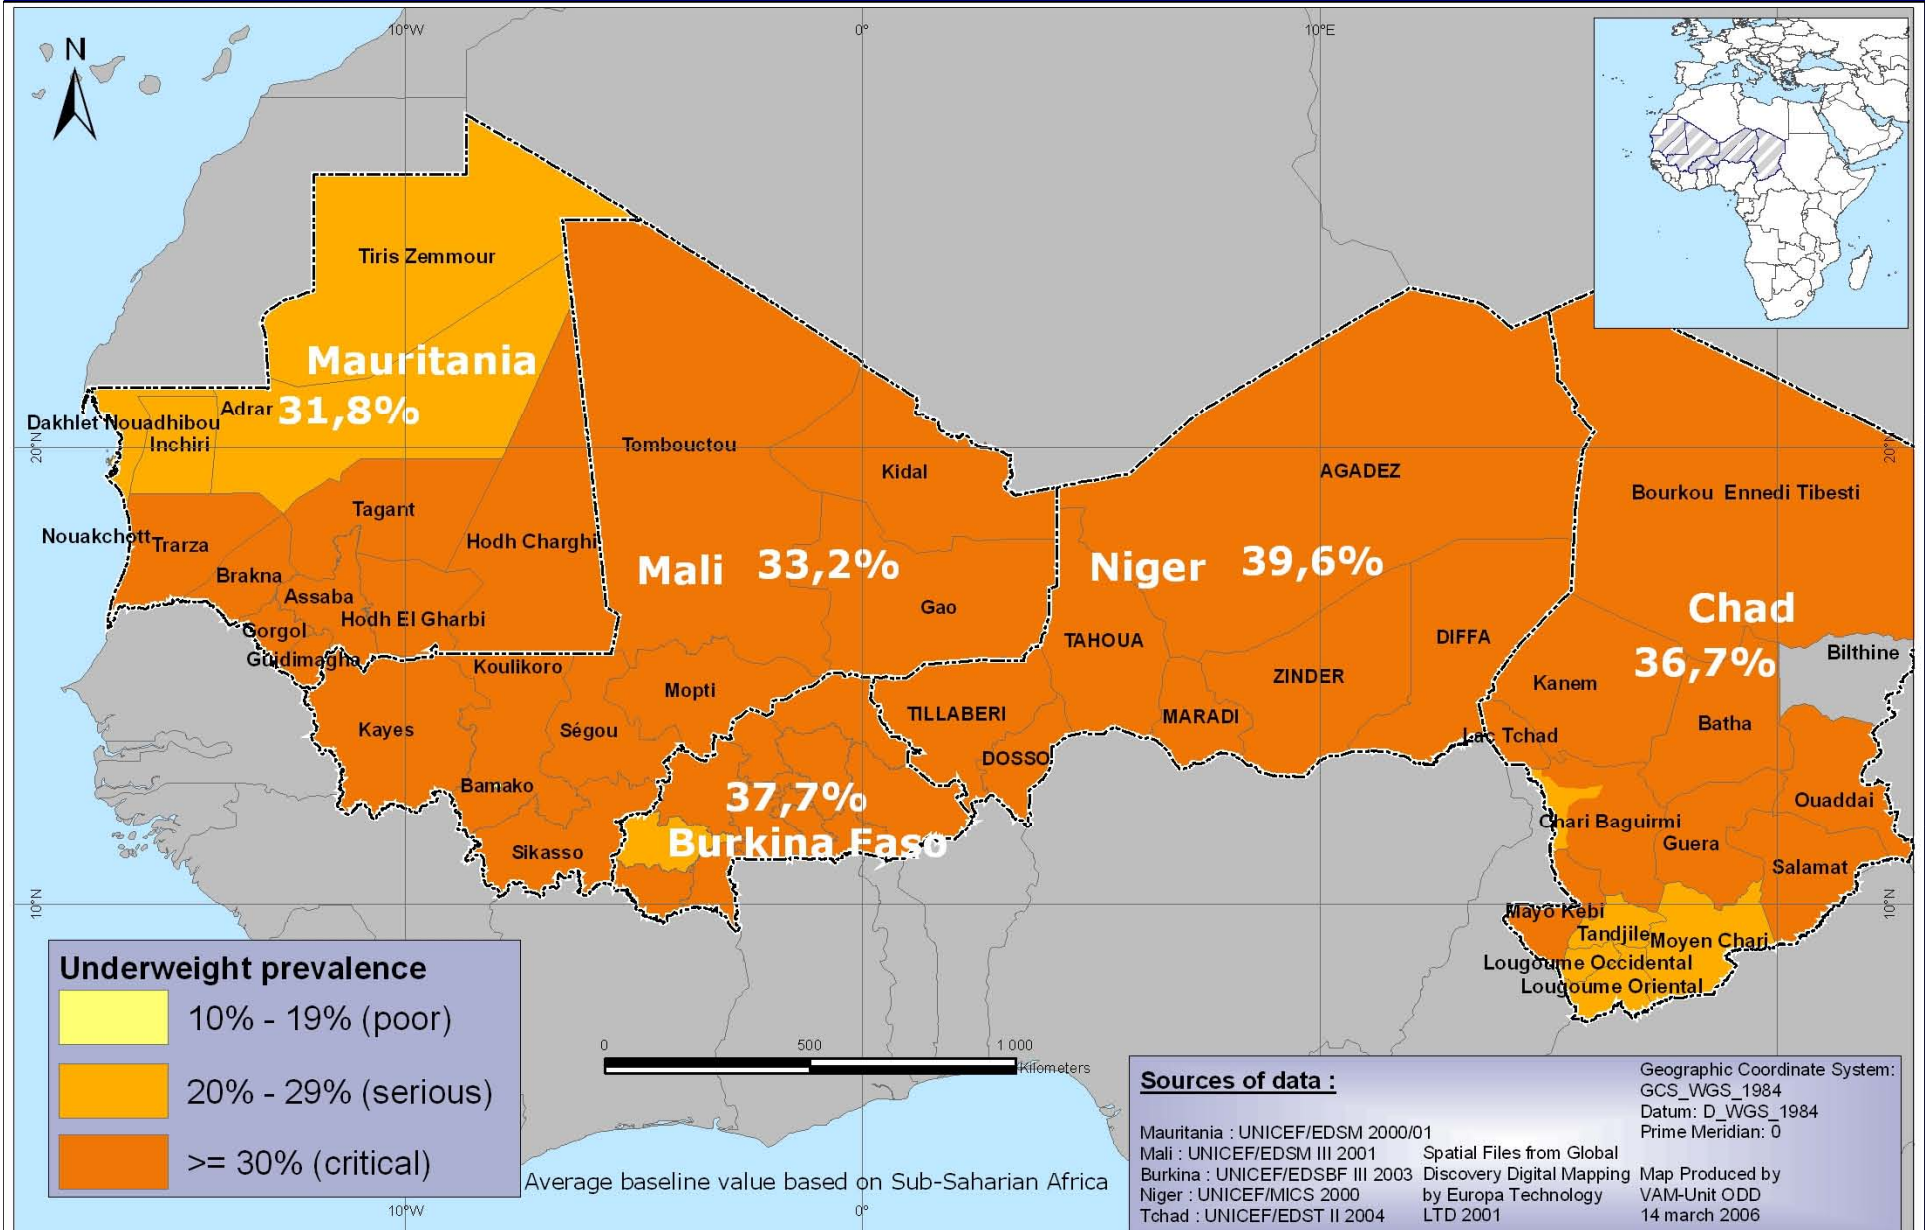 10°W
0°
10°E
N
Tiris Zemmour
Mauritania
31,8%
Adrar
Dakhlet Nouadhibou
Inchiri
20°N
20°N
Tombouctou
Kidal
AGADEZ
Bourkou Ennedi Tibesti
Tagant
Nouakchott
Trarza
Hodh Charghi
Mali 33,2%
Niger 39,6%
Brakna
Assaba
Hodh El Gharbi
Gao
Chad
36,7%
Gorgol
Guidimagha
TAHOUA
DIFFA
Bilthine
Koulikoro
Mopti
ZINDER
Kanem
Kayes
Ségou
TILLABERI
MARADI
Batha
Lac Tchad
DOSSO
Bamako
37,7%
Burkina Faso
Ouaddai
Chari Baguirmi
Guera
Sikasso
Salamat
10°N
10°N
Mayo Kebi
Tandjile
Moyen Chari
Lougoume Occidental
Lougoume Oriental
Underweight prevalence
10% - 19% (poor)
20% - 29% (serious)
>= 30% (critical)
0 500 1 000
Kilometers
Average baseline value based on Sub-Saharian Africa
10°W
0°
Sources of data :
Mauritania : UNICEF/EDSM 2000/01
Mali : UNICEF/EDSM III 2001
Burkina : UNICEF/EDSBF III 2003
Niger : UNICEF/MICS 2000
Tchad : UNICEF/EDST II 2004
Spatial Files from Global
Discovery Digital Mapping
by Europa Technology
LTD 2001
Geographic Coordinate System:
GCS_WGS_1984
Datum: D_WGS_1984
Prime Meridian: 0
Map Produced by
VAM-Unit ODD
14 march 2006